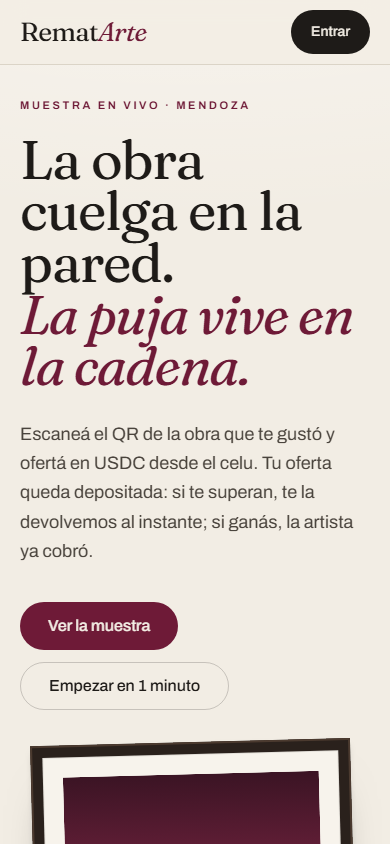 RematArte
Entrar
MUESTRA EN VIVO · MENDOZA
La obra
cuelga en la
pared.
La puja vive en
la cadena.
Escaneá el QR de la obra que te gustó y
ofertá en USDC desde el celu. Tu oferta
queda depositada: si te superan, te la
devolvemos al instante; si ganás, la artista
ya cobró.
Ver la muestra
Empezar en 1 minuto